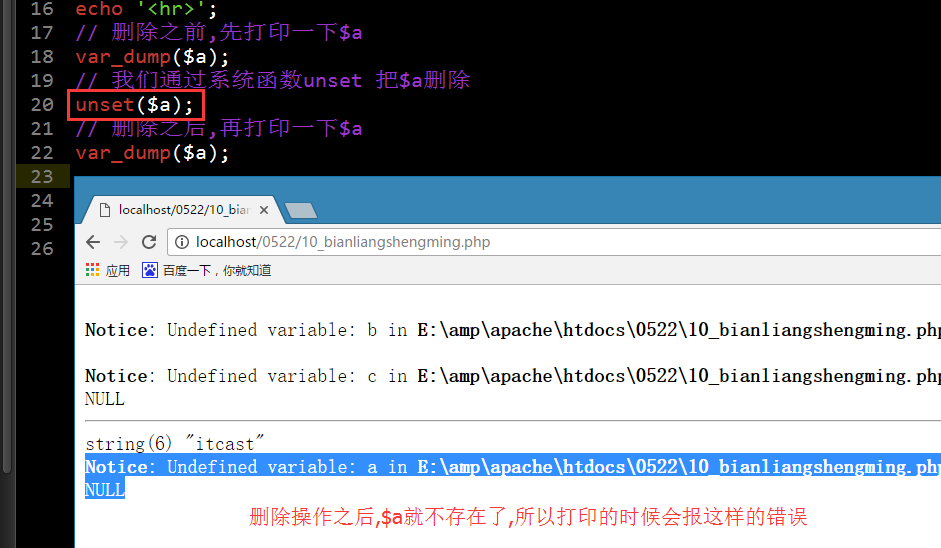 16 echo '<hr>';
17 // 删除之前,先打印一下$a
18 var_dump($a);
19 // 我们通过系统函数unset 把$a删除
20 unset($a);
21 // 删除之后,再打印一下$a
22 var_dump($a);
23
24
25
26
localhost/0522/10_bian
localhost/0522/10_bianliangshengming.php
应用 百度一下，你就知道
Notice: Undefined variable: b in E:\amp\apache\htdocs\0522\10_bianliangshengming.php
Notice: Undefined variable: c in E:\amp\apache\htdocs\0522\10_bianliangshengming.php
NULL
string(6) "itcast"
Notice: Undefined variable: a in E:\amp\apache\htdocs\0522\10_bianliangshengming.php
NULL
删除操作之后,$a就不存在了,所以打印的时候会报这样的错误